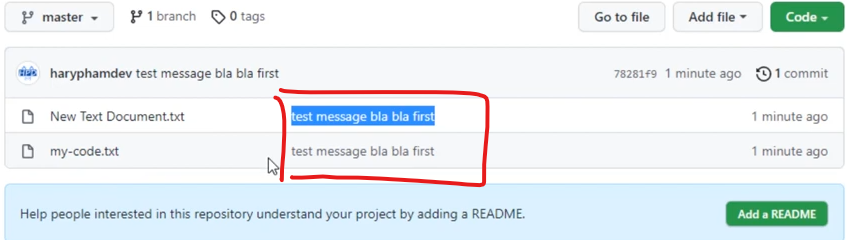 master 1 branch 0 tags Go to file Add file Code
haryphamdev test message bla bla first 78281f9 1 minute ago 1 commit
New Text Document.txt test message bla bla first 1 minute ago
my-code.txt test message bla bla first 1 minute ago
Help people interested in this repository understand your project by adding a README. Add a README